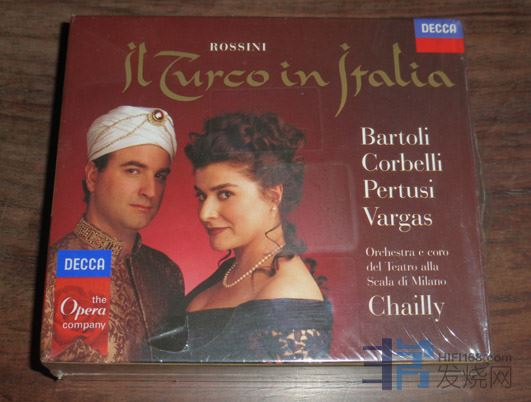 DECCA
ROSSINI
Il Turco in Italia
Bartoli
Corbelli
Pertusi
Vargas
Orchestra e coro
del Teatro alla
Scala di Milano
Chailly
DECCA
the
Opera
company
HIFI168.com
发烧网